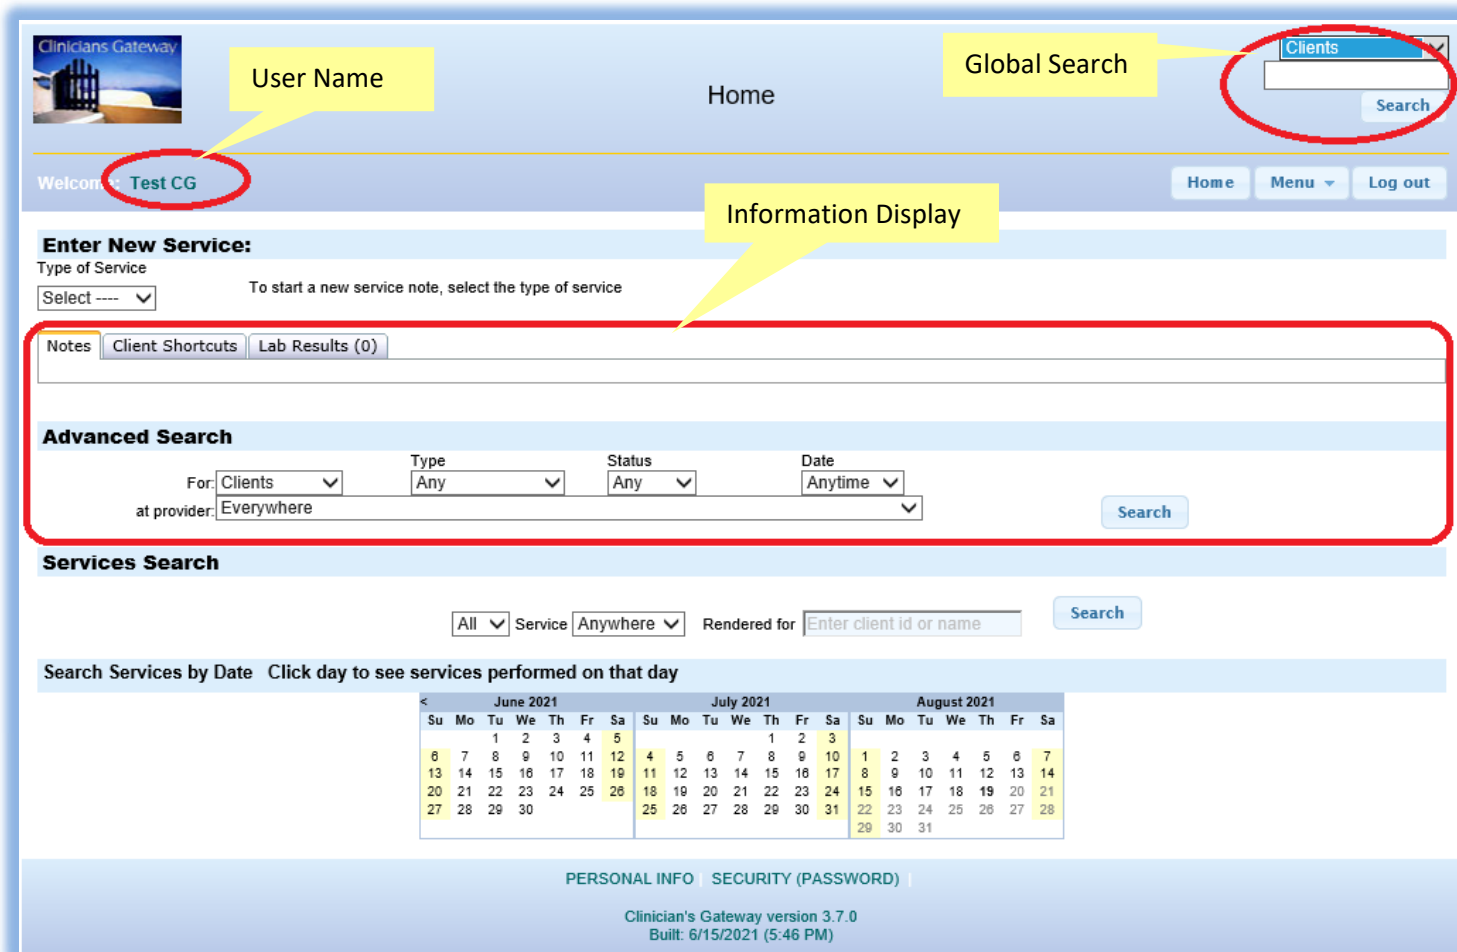 Clinicians Gateway
User Name
Home
Global Search
Clients
Search
Welcome: Test CG
Home Menu Log out
Information Display
Enter New Service:
Type of Service
Select ----
To start a new service note, select the type of service
Notes Client Shortcuts Lab Results (0)
Advanced Search
Type Status Date
For: Clients Any Any Anytime
at provider: Everywhere Search
Services Search
All Service Anywhere Rendered for Enter client id or name Search
Search Services by Date Click day to see services performed on that day
< June 2021 July 2021 August 2021
Su Mo Tu We Th Fr Sa Su Mo Tu We Th Fr Sa Su Mo Tu We Th Fr Sa
1 2 3 4 5 1 2 3
6 7 8 9 10 11 12 4 5 6 7 8 9 10 1 2 3 4 5 6 7
13 14 15 16 17 18 19 11 12 13 14 15 16 17 8 9 10 11 12 13 14
20 21 22 23 24 25 26 18 19 20 21 22 23 24 15 16 17 18 19 20 21
27 28 29 30 25 26 27 28 29 30 31 22 23 24 25 26 27 28
29 30 31
PERSONAL INFO | SECURITY (PASSWORD) |
Clinician's Gateway version 3.7.0
Built: 6/15/2021 (5:46 PM)